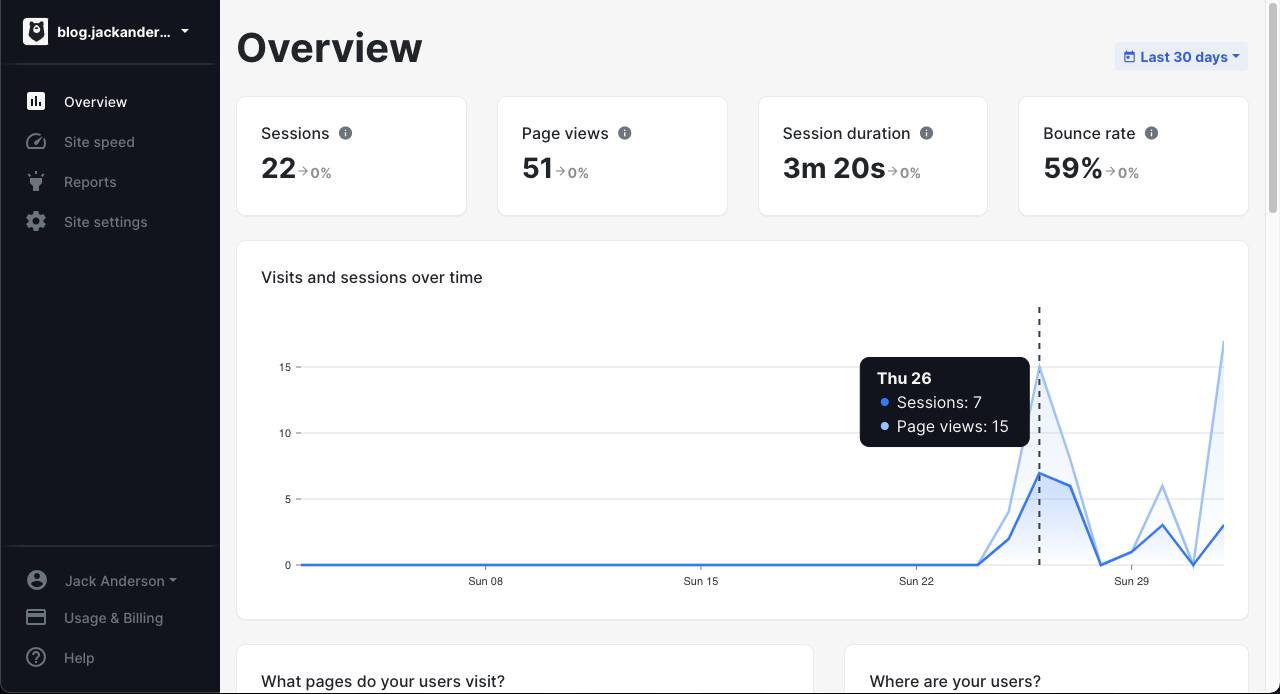 blog.jackander...
Overview
Site speed
Reports
Site settings
Jack Anderson
Usage & Billing
Help
Overview
Last 30 days
Sessions
22 → 0%
Page views
51 → 0%
Session duration
3m 20s → 0%
Bounce rate
59% → 0%
Visits and sessions over time
15
10
5
0
Sun 08
Sun 15
Sun 22
Sun 29
Thu 26
Sessions: 7
Page views: 15
What pages do your users visit?
Where are your users?